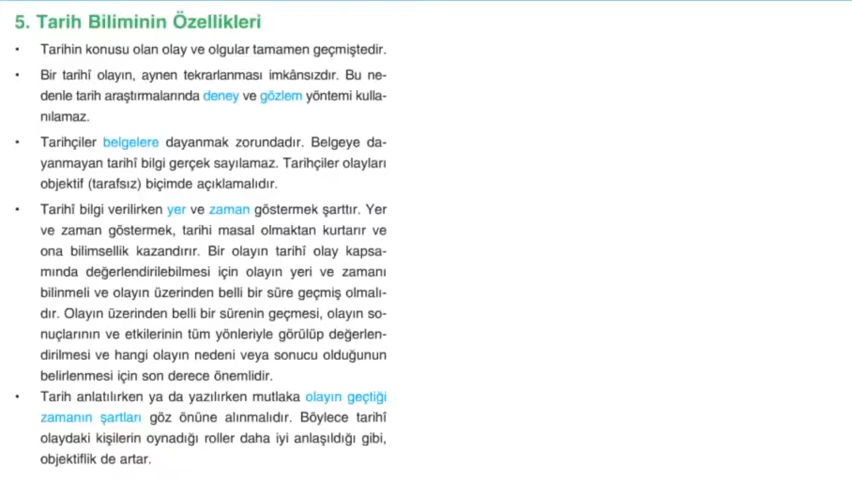 5. Tarih Biliminin Özellikleri
• Tarihin konusu olan olay ve olgular tamamen geçmiştedir.
• Bir tarihî olayın, aynen tekrarlanması imkânsızdır. Bu ne-
denle tarih araştırmalarında deney ve gözlem yöntemi kulla-
nılamaz.
• Tarihçiler belgelere dayanmak zorundadır. Belgeye da-
yanmayan tarihî bilgi gerçek sayılamaz. Tarihçiler olayları
objektif (tarafsız) biçimde açıklamalıdır.
• Tarihî bilgi verilirken yer ve zaman göstermek şarttır. Yer
ve zaman göstermek, tarihi masal olmaktan kurtarır ve
ona bilimsellik kazandırır. Bir olayın tarihî olay kapsa-
mında değerlendirilebilmesi için olayın yeri ve zamanı
bilinmeli ve olayın üzerinden belli bir süre geçmiş olmalı-
dır. Olayın üzerinden belli bir sürenin geçmesi, olayın so-
nuçlarının ve etkilerinin tüm yönleriyle görülüp değerlen-
dirilmesi ve hangi olayın nedeni veya sonucu olduğunun
belirlenmesi için son derece önemlidir.
• Tarih anlatılırken ya da yazılırken mutlaka olayın geçtiği
zamanın şartları göz önüne alınmalıdır. Böylece tarihî
olaydaki kişilerin oynadığı roller daha iyi anlaşıldığı gibi,
objektiflik de artar.